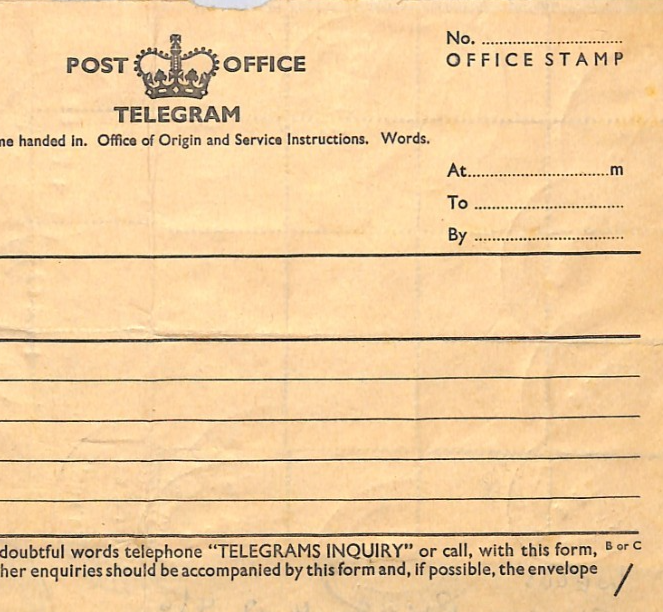 No. ........................
POST OFFICE
OFFICE STAMP
TELEGRAM
me handed in. Office of Origin and Service Instructions. Words.
At........................m
To ........................
By ........................
doubtful words telephone “TELEGRAMS INQUIRY” or call, with this form, B or C
her enquiries should be accompanied by this form and, if possible, the envelope /